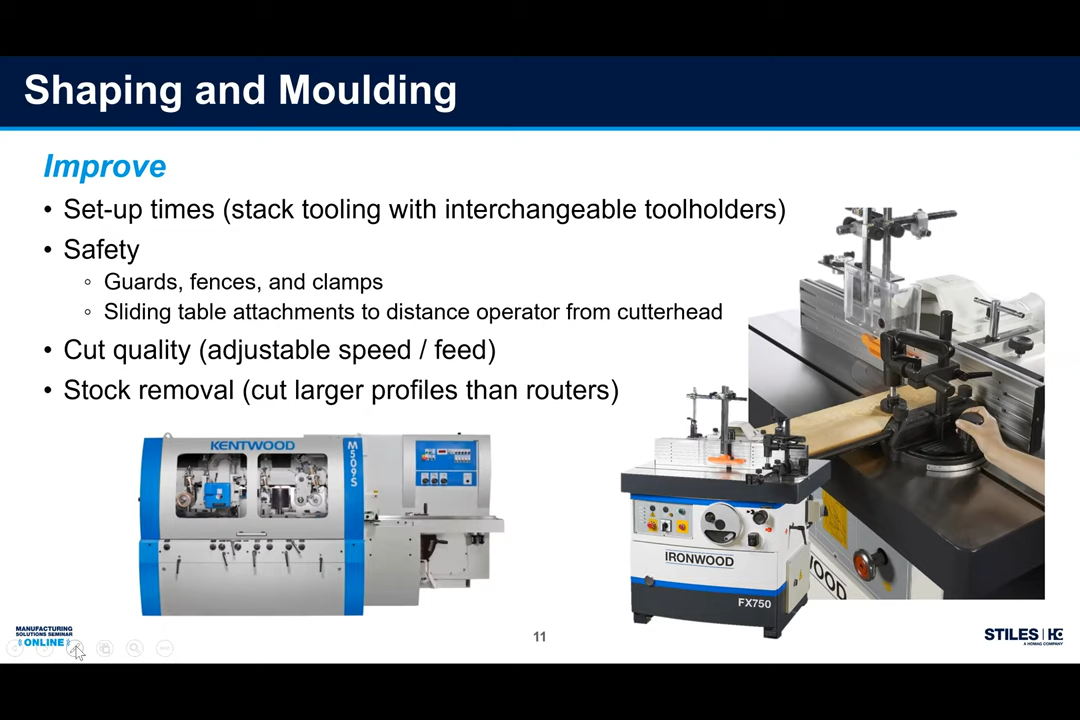 Shaping and Moulding
Improve
• Set-up times (stack tooling with interchangeable toolholders)
• Safety
◦ Guards, fences, and clamps
◦ Sliding table attachments to distance operator from cutterhead
• Cut quality (adjustable speed / feed)
• Stock removal (cut larger profiles than routers)
KENTWOOD
M509S
IRONWOOD
FX750
WOOD
MANUFACTURING
SOLUTIONS SEMINAR
ONLINE
11
STILES | HC
A HOMAG COMPANY